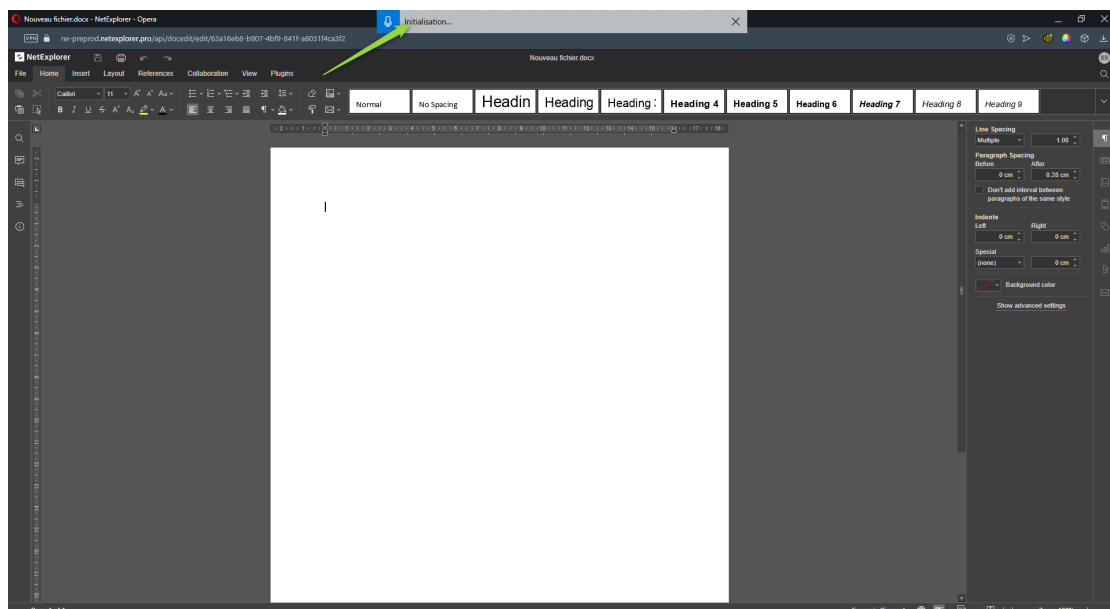 Nouveau fichier.docx - NetExplorer - Opera
Initialisation...
VPN
ne-preprod.netexplorer.pro/api/docedit/edit/63a16eb8-b907-4bf9-841f-a6031f4ca3f2
NetExplorer
Nouveau fichier.docx
File Home Insert Layout References Collaboration View Plugins
Calibri 11
Normal No Spacing Headin Heading Heading Heading 4 Heading 5 Heading 6 Heading 7 Heading 8 Heading 9
Line Spacing
Multiple 1.08
Paragraph Spacing
Before After
0 cm 0.28 cm
Don't add interval between
paragraphs of the same style
Indents
Left Right
0 cm 0 cm
Special
(none) 0 cm
Background color
Show advanced settings